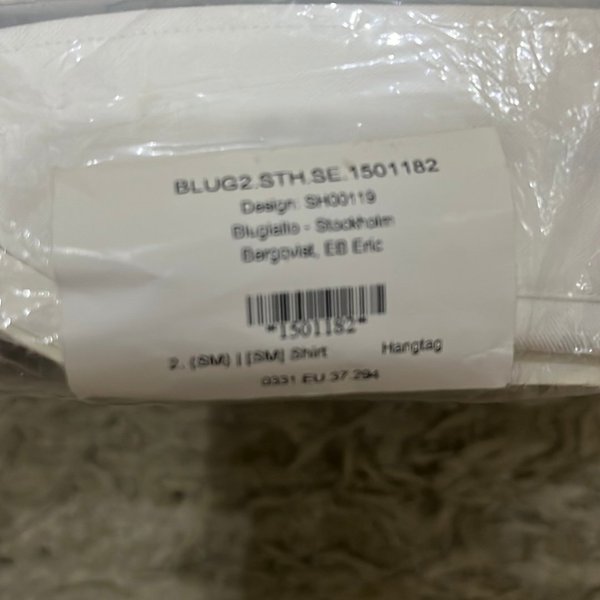 BLUG2.STH.SE.1501182
Design: SH00119
Blugiallo - Stockholm
Bergqvist, EB Eric
*1501182*
2. (SM) | [SM] Shirt Hangtag
0331 EU 37 294